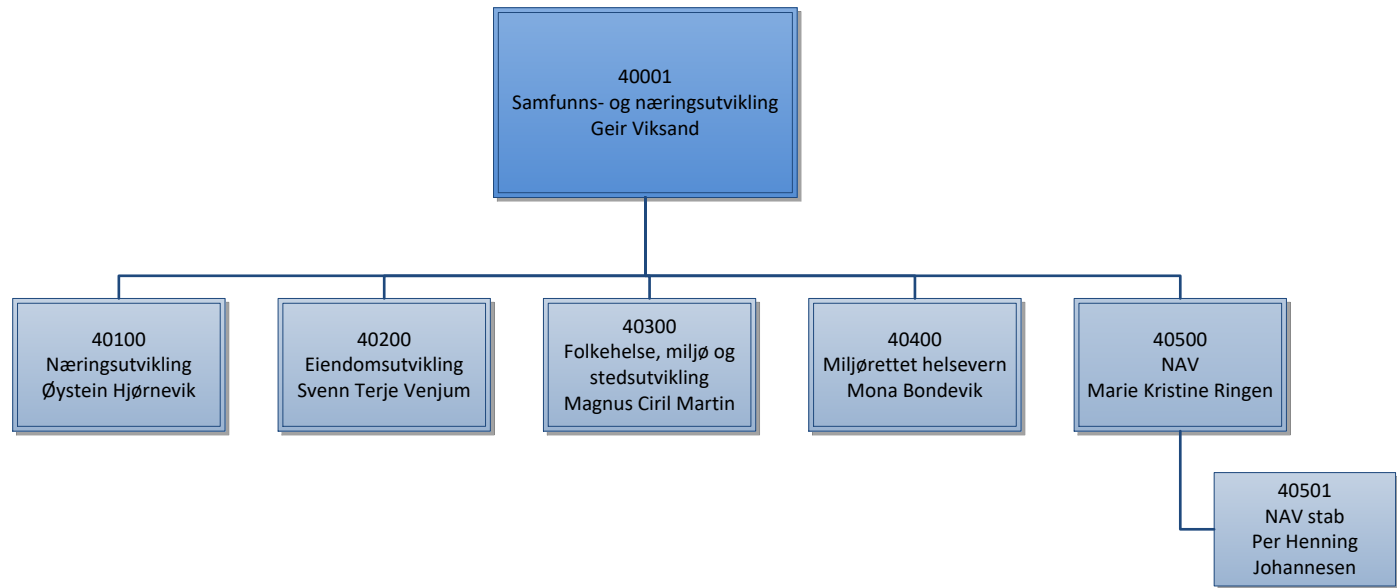 40001
Samfunns- og næringsutvikling
Geir Viksand
40100
Næringsutvikling
Øystein Hjørnevik
40200
Eiendomsutvikling
Svenn Terje Venjum
40300
Folkehelse, miljø og
stedsutvikling
Magnus Ciril Martin
40400
Miljørettet helsevern
Mona Bondevik
40500
NAV
Marie Kristine Ringen
40501
NAV stab
Per Henning
Johannesen